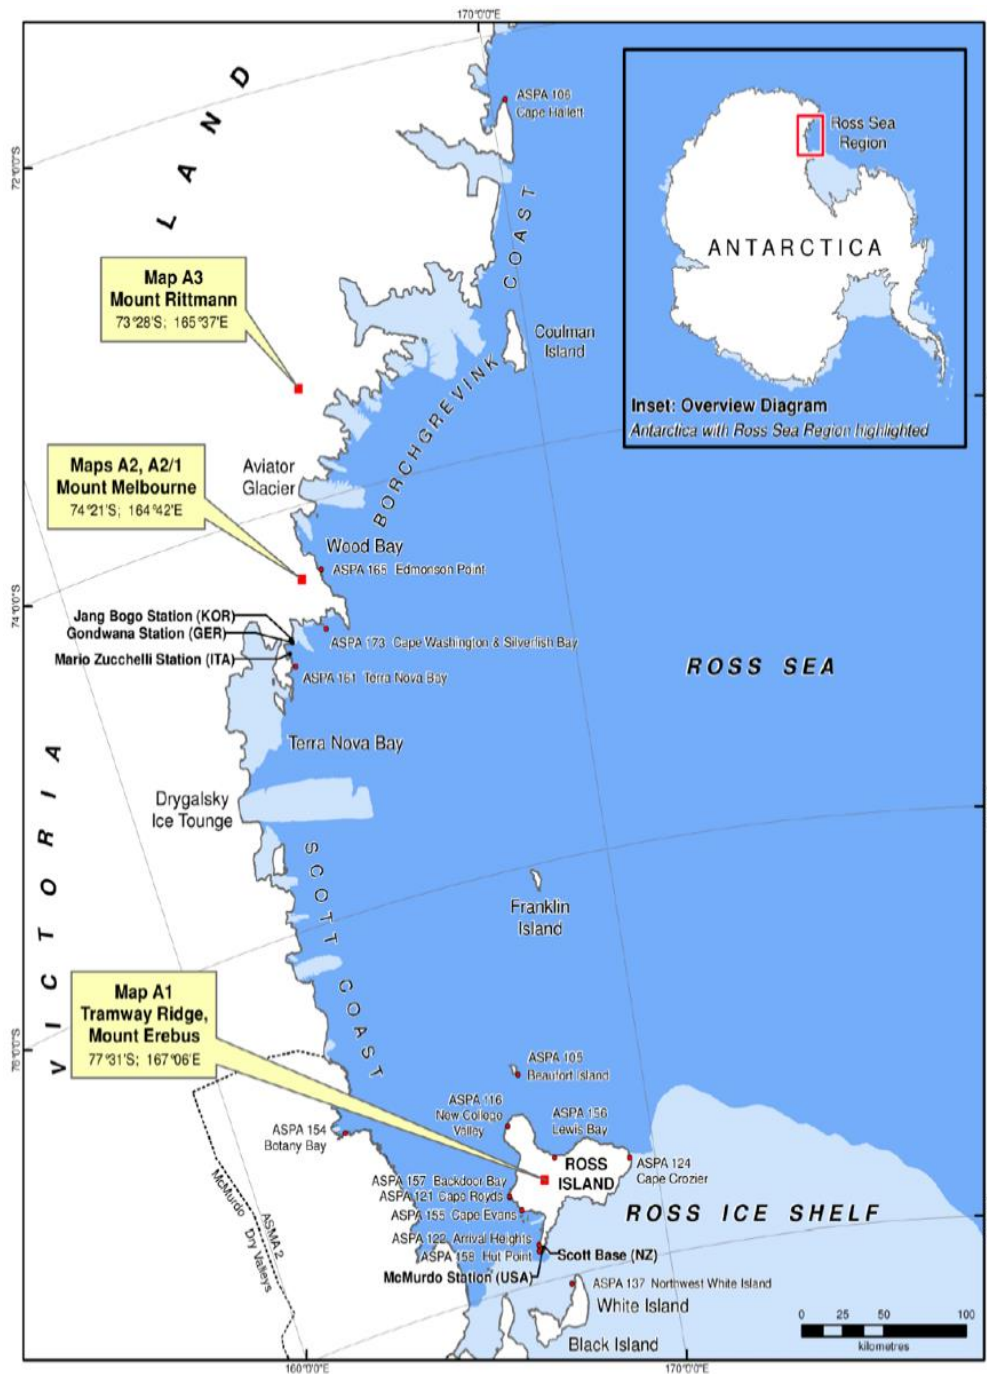 170°0'0"E
72°0'0"S
74°0'0"S
76°0'0"S
160°0'0"E
170°0'0"E
VICTORIA LAND
ASPA 106
Cape Hallett
BORCHGREVINK COAST
Coulman
Island
Map A3
Mount Rittmann
73°28'S; 165°37'E
Maps A2, A2/1
Mount Melbourne
74°21'S; 164°42'E
Aviator
Glacier
Wood Bay
ASPA 165 Edmonson Point
Jang Bogo Station (KOR)
Gondwana Station (GER)
Mario Zucchelli Station (ITA)
ASPA 173 Cape Washington & Silverfish Bay
ASPA 161 Terra Nova Bay
ROSS SEA
Terra Nova Bay
Drygalsky
Ice Tounge
SCOTT COAST
Franklin
Island
Map A1
Tramway Ridge,
Mount Erebus
77°31'S; 167°06'E
ASPA 105
Beaufort Island
ASPA 116
New College
Valley
ASPA 156
Lewis Bay
ASPA 154
Botany Bay
ROSS
ISLAND
ASPA 124
Cape Crozier
ASPA 157 Backdoor Bay
ASPA 121 Cape Royds
ASPA 155 Cape Evans
ASPA 122 Arrival Heights
ASPA 158 Hut Point
Scott Base (NZ)
McMurdo Station (USA)
ROSS ICE SHELF
ASPA 137 Northwest White Island
White Island
Black Island
ASMA 2
McMurdo Dry Valleys
0 25 50 100
kilometres
Ross Sea
Region
ANTARCTICA
Inset: Overview Diagram
Antarctica with Ross Sea Region highlighted